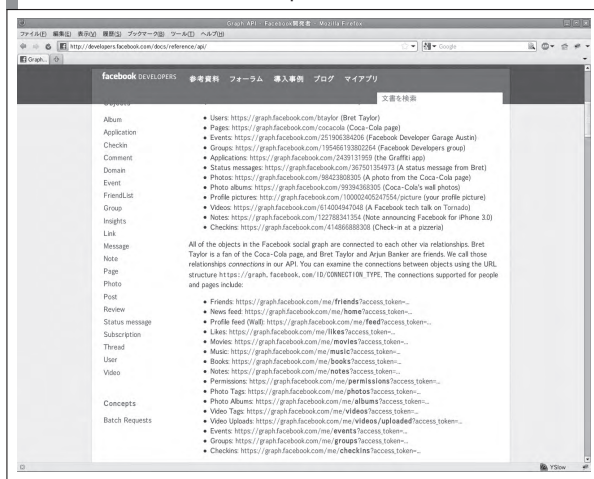 Graph API - Facebook開発者 - Mozilla Firefox
ファイル(F) 編集(E) 表示(V) 履歴(S) ブックマーク(B) ツール(T) ヘルプ(H)
http://developers.facebook.com/docs/reference/api/
Google
Graph...
facebook DEVELOPERS 参考資料 フォーラム 導入事例 ブログ マイアプリ
文書を検索
Objects
Album
Application
Checkin
Comment
Domain
Event
FriendList
Group
Insights
Link
Message
Note
Page
Photo
Post
Review
Status message
Subscription
Thread
User
Video
Concepts
Batch Requests
• Users: https://graph.facebook.com/btaylor (Bret Taylor)
• Pages: https://graph.facebook.com/cocacola (Coca-Cola page)
• Events: https://graph.facebook.com/251906384206 (Facebook Developer Garage Austin)
• Groups: https://graph.facebook.com/195466193802264 (Facebook Developers group)
• Applications: https://graph.facebook.com/2439131959 (the Graffiti app)
• Status messages: https://graph.facebook.com/367501354973 (A status message from Bret)
• Photos: https://graph.facebook.com/98423808305 (A photo from the Coca-Cola page)
• Photo albums: https://graph.facebook.com/99394368305 (Coca-Cola's wall photos)
• Profile pictures: http://graph.facebook.com/100002405247554/picture (your profile picture)
• Videos: https://graph.facebook.com/614004947048 (A Facebook tech talk on Tornado)
• Notes: https://graph.facebook.com/122788341354 (Note announcing Facebook for iPhone 3.0)
• Checkins: https://graph.facebook.com/414866888308 (Check-in at a pizzeria)
All of the objects in the Facebook social graph are connected to each other via relationships. Bret
Taylor is a fan of the Coca-Cola page, and Bret Taylor and Arjun Banker are friends. We call those
relationships connections in our API. You can examine the connections between objects using the URL
structure https://graph.facebook.com/ID/CONNECTION_TYPE. The connections supported for people
and pages include:
• Friends: https://graph.facebook.com/me/friends?access_token=...
• News feed: https://graph.facebook.com/me/home?access_token=...
• Profile feed (Wall): https://graph.facebook.com/me/feed?access_token=...
• Likes: https://graph.facebook.com/me/likes?access_token=...
• Movies: https://graph.facebook.com/me/movies?access_token=...
• Music: https://graph.facebook.com/me/music?access_token=...
• Books: https://graph.facebook.com/me/books?access_token=...
• Notes: https://graph.facebook.com/me/notes?access_token=...
• Permissions: https://graph.facebook.com/me/permissions?access_token=...
• Photo Tags: https://graph.facebook.com/me/photos?access_token=...
• Photo Albums: https://graph.facebook.com/me/albums?access_token=...
• Video Tags: https://graph.facebook.com/me/videos?access_token=...
• Video Uploads: https://graph.facebook.com/me/videos/uploaded?access_token=...
• Events: https://graph.facebook.com/me/events?access_token=...
• Groups: https://graph.facebook.com/me/groups?access_token=...
• Checkins: https://graph.facebook.com/me/checkins?access_token=...
YSlow